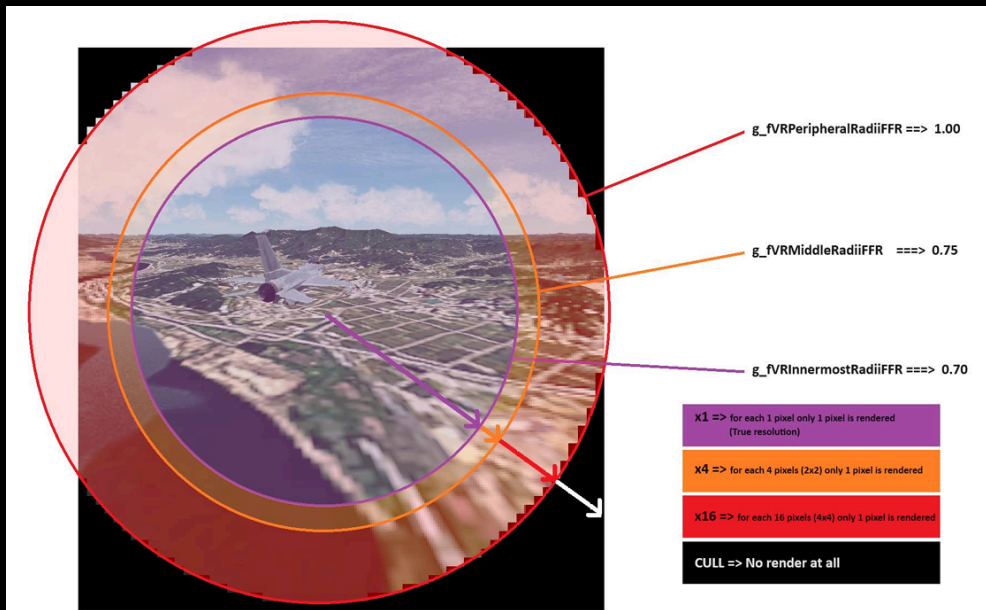 g_fVRPeripheralRadiiFFR ==> 1.00
g_fVRMiddleRadiiFFR ===> 0.75
g_fVRInnermostRadiiFFR ===> 0.70
x1 => for each 1 pixel only 1 pixel is rendered
(True resolution)
x4 => for each 4 pixels (2x2) only 1 pixel is rendered
x16 => for each 16 pixels (4x4) only 1 pixel is rendered
CULL => No render at all